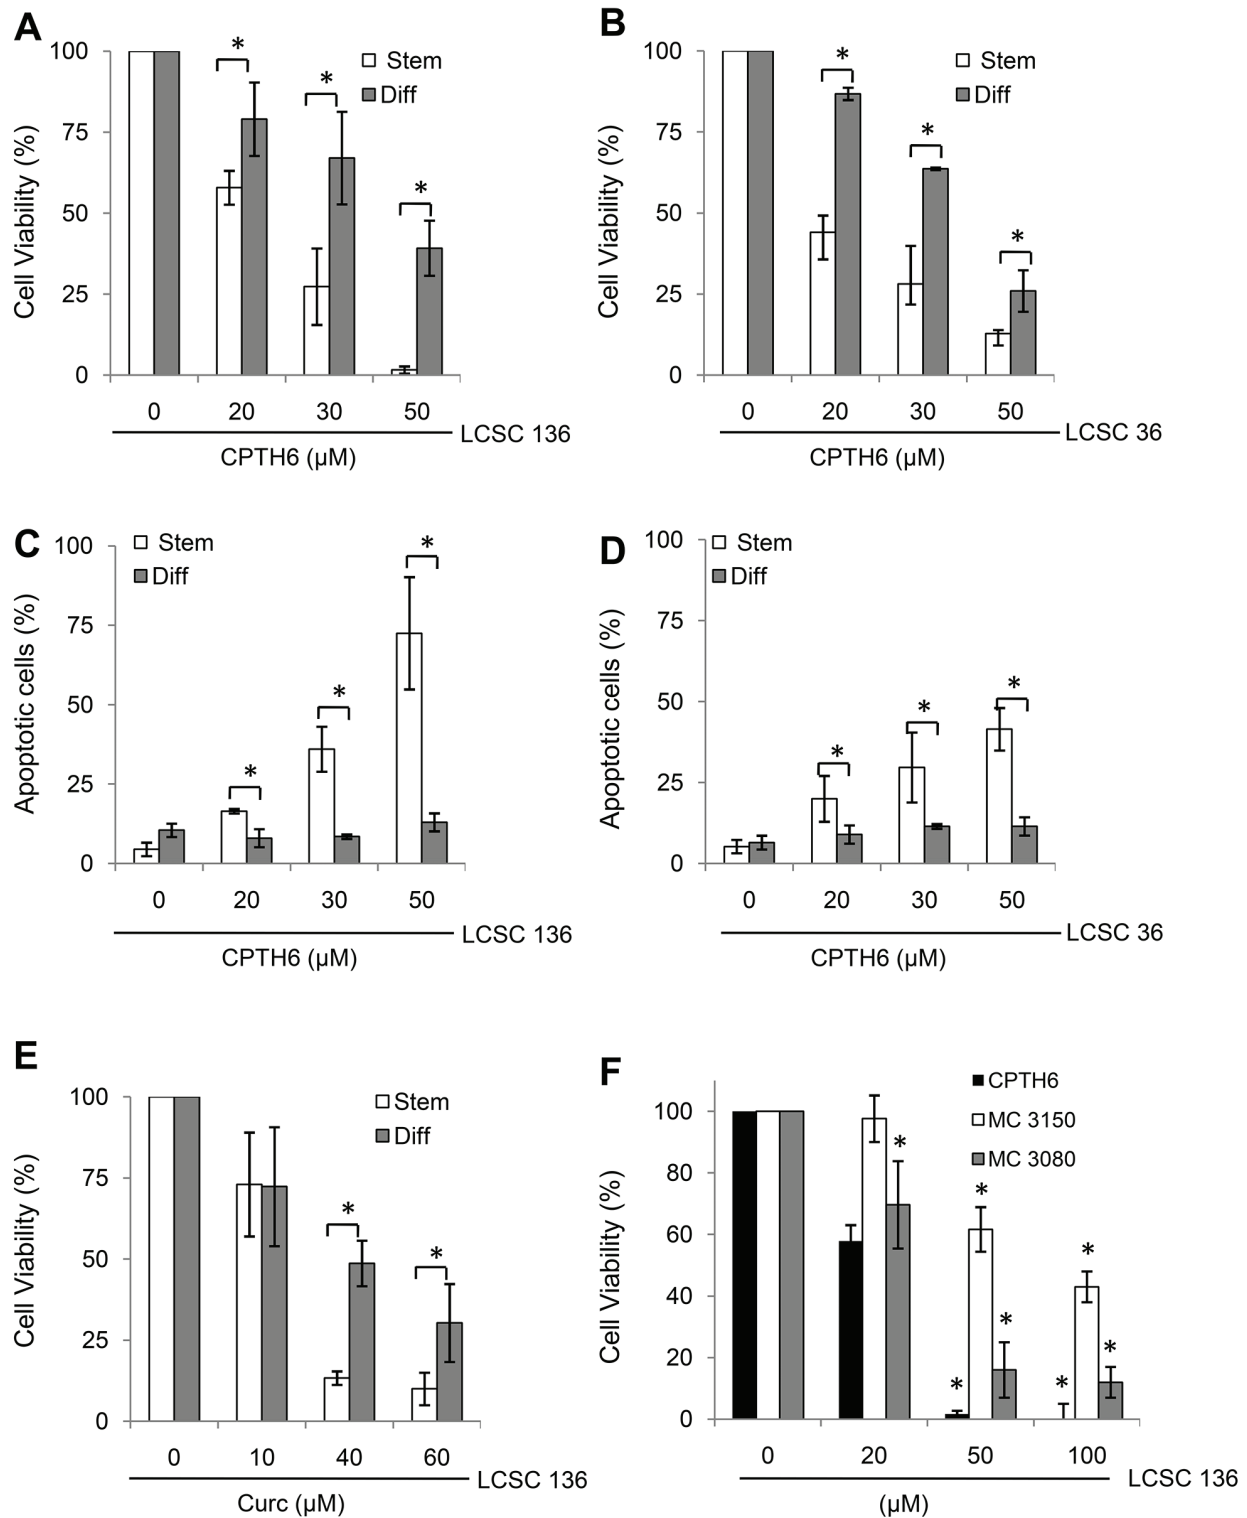 A
100
75
50
25
0
Cell Viability (%)
* * *
Stem
Diff
0 20 30 50
LCSC 136
CPTH6 (µM)
B
100
75
50
25
0
Cell Viability (%)
* * *
Stem
Diff
0 20 30 50
LCSC 36
CPTH6 (µM)
C
100
75
50
25
0
Apoptotic cells (%)
Stem
Diff
* * *
0 20 30 50
LCSC 136
CPTH6 (µM)
D
100
75
50
25
0
Apoptotic cells (%)
Stem
Diff
* * *
0 20 30 50
LCSC 36
CPTH6 (µM)
E
100
75
50
25
0
Cell Viability (%)
Stem
Diff
* *
0 10 40 60
LCSC 136
Curc (µM)
F
100
80
60
40
20
0
Cell Viability (%)
CPTH6
MC 3150
MC 3080
* * * * * * *
0 20 50 100
LCSC 136
(µM)